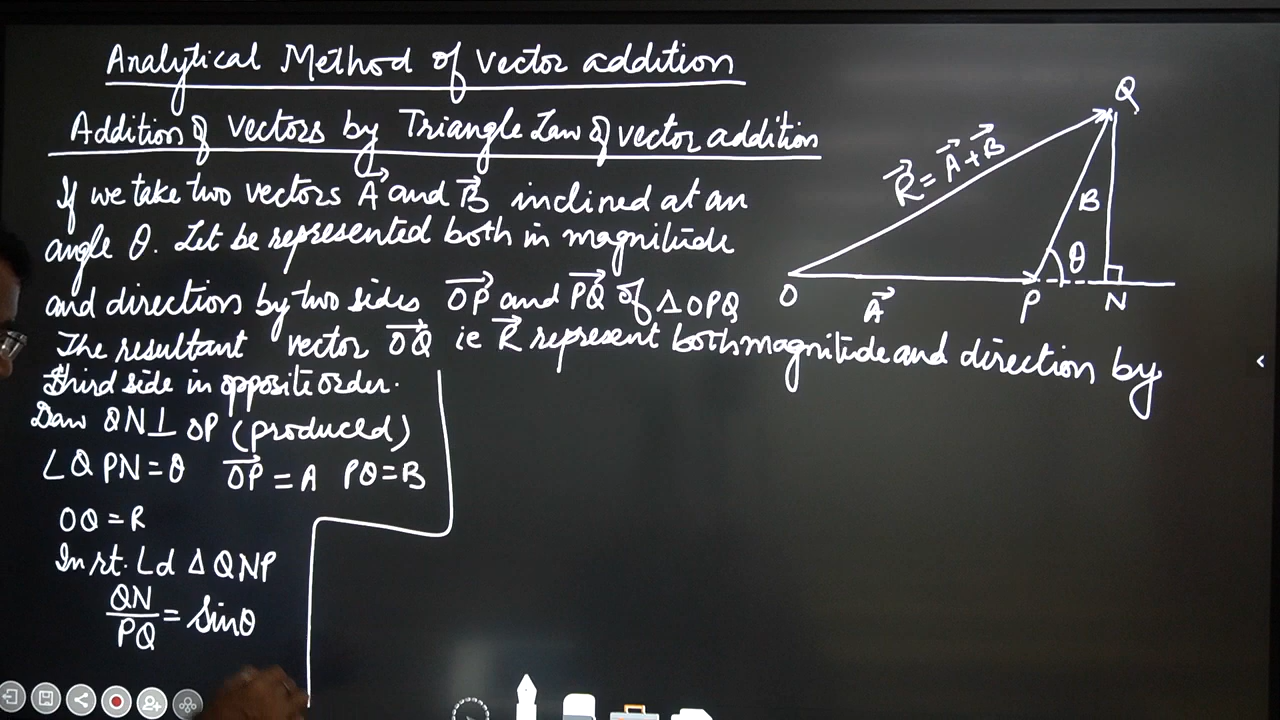 Analytical Method of vector addition
Addition of vectors by Triangle Law of vector addition
If we take two vectors A⃗ and B⃗ inclined at an
angle θ. Let be represented both in magnitude
and direction by two sides OP⃗ and PQ⃗ of Δ OPQ
The resultant vector OQ⃗ ie R⃗ represent both magnitude and direction by
third side in opposite order.
Daw QN ⊥ OP (produced)
∠QPN = θ OP⃗ = A PQ = B
OQ = R
In rt. ∠d Δ QNP
QN/PQ = Sinθ
Q
R⃗ = A⃗ + B⃗
B
θ
O
A⃗
P
N